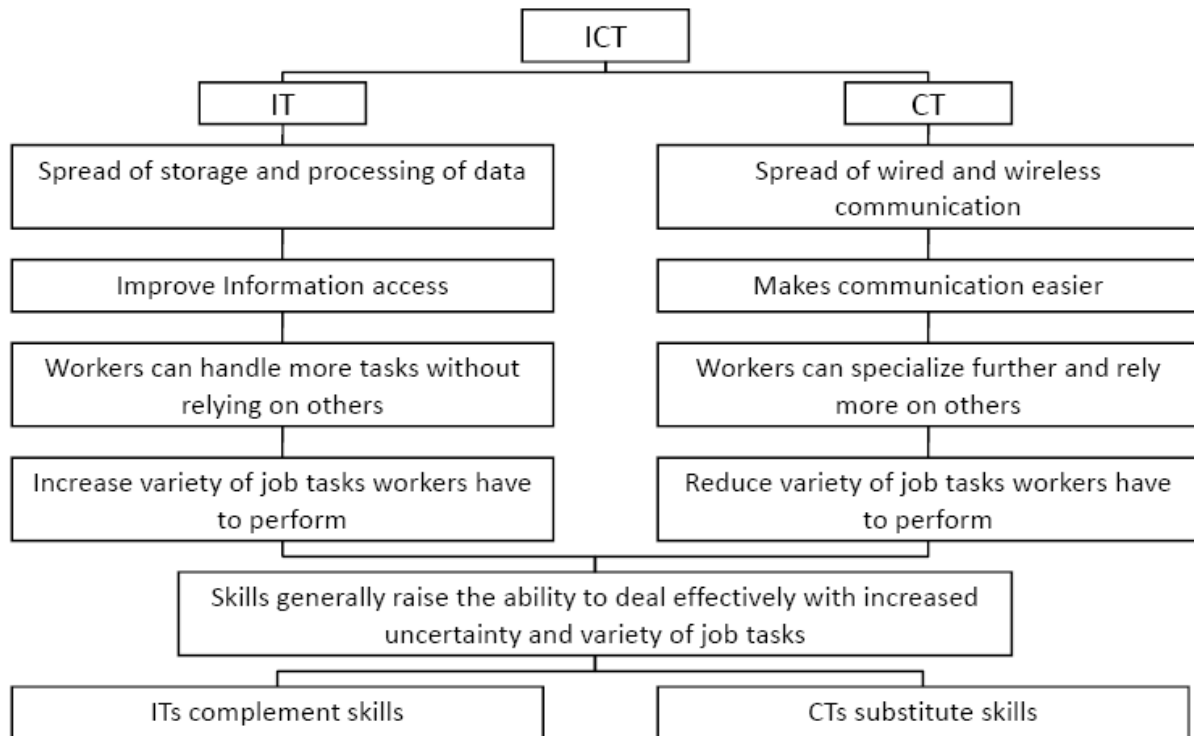 ICT
IT
CT
Spread of storage and processing of data
Spread of wired and wireless
communication
Improve Information access
Makes communication easier
Workers can handle more tasks without
relying on others
Workers can specialize further and rely
more on others
Increase variety of job tasks workers have
to perform
Reduce variety of job tasks workers have
to perform
Skills generally raise the ability to deal effectively with increased
uncertainty and variety of job tasks
ITs complement skills
CTs substitute skills